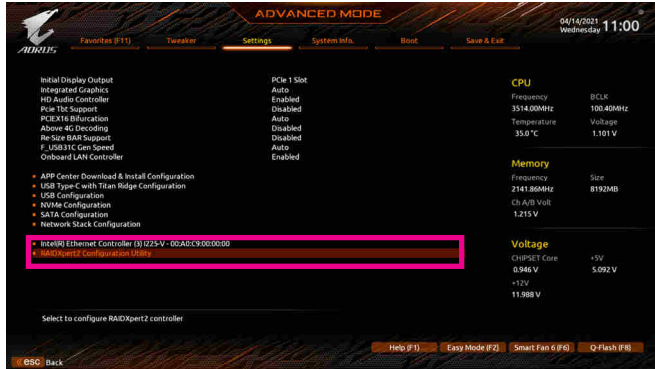 ADVANCED MODE
04/14/2021
Wednesday 11:00
AORUS
Favorites (F11) Tweaker Settings System Info. Boot Save & Exit
Initial Display Output PCIe 1 Slot
Integrated Graphics Auto
HD Audio Controller Enabled
Pcie Tbt Support Disabled
PCIEX16 Bifurcation Auto
Above 4G Decoding Disabled
Re-Size BAR Support Disabled
F_USB31C Gen Speed Auto
Onboard LAN Controller Enabled
APP Center Download & Install Configuration
USB Type-C with Titan Ridge Configuration
USB Configuration
NVMe Configuration
SATA Configuration
Network Stack Configuration
Intel(R) Ethernet Controller (3) I225-V - 00:A0:C9:00:00:00
RAIDXpert2 Configuration Utility
Select to configure RAIDXpert2 controller
CPU
Frequency BCLK
3514.00MHz 100.40MHz
Temperature Voltage
35.0 °C 1.101 V
Memory
Frequency Size
2141.86MHz 8192MB
Ch A/B Volt
1.215 V
Voltage
CHIPSET Core +5V
0.946 V 5.092 V
+12V
11.988 V
Help (F1) Easy Mode (F2) Smart Fan 6 (F6) Q-Flash (F8)
esc Back